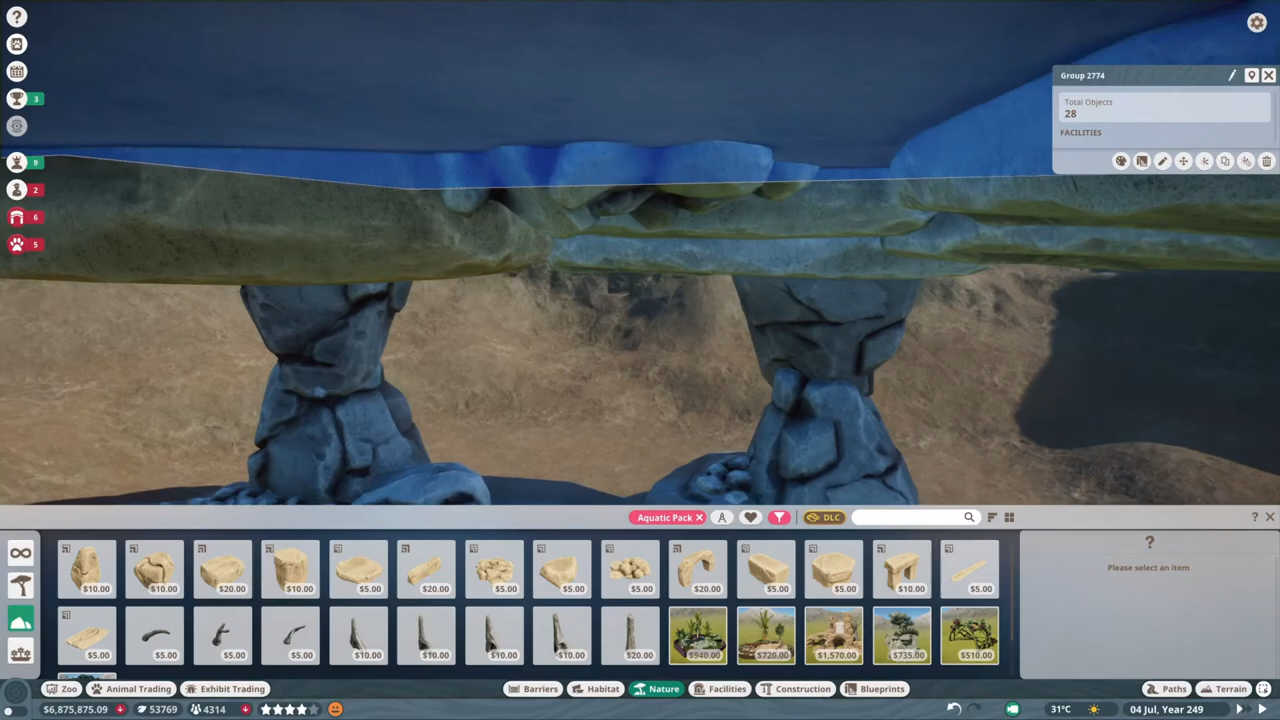 ?
Group 2774
Total Objects
28
FACILITIES
3
9
2
6
5
Aquatic Pack ×
DLC
?
$10.00 $10.00 $20.00 $10.00 $5.00 $20.00 $5.00 $5.00 $5.00 $20.00 $5.00 $5.00 $10.00 $5.00
$5.00 $5.00 $5.00 $5.00 $10.00 $10.00 $10.00 $10.00 $20.00 $940.00 $720.00 $1,570.00 $735.00 $510.00
?
Please select an item
Zoo Animal Trading Exhibit Trading Barriers Habitat Nature Facilities Construction Blueprints Paths Terrain
$6,875,875.09 53769 4314 31°C 04 Jul, Year 249